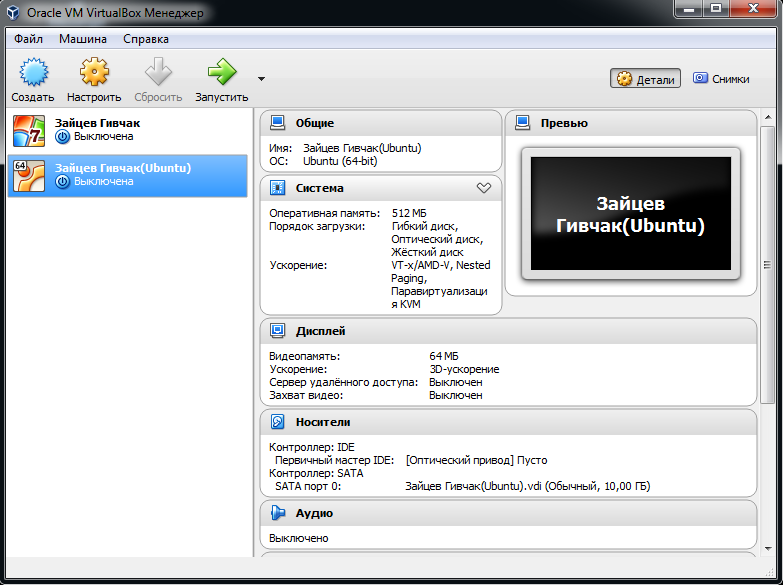 Oracle VM VirtualBox Менеджер
Файл Машина Справка
Создать Настроить Сбросить Запустить Детали Снимки
7 Зайцев Гивчак
Выключена
64 Зайцев Гивчак(Ubuntu)
Выключена
Общие
Имя: Зайцев Гивчак(Ubuntu)
ОС: Ubuntu (64-bit)
Система
Оперативная память: 512 МБ
Порядок загрузки: Гибкий диск,
Оптический диск,
Жёсткий диск
Ускорение: VT-x/AMD-V, Nested
Paging,
Паравиртуализаци
я KVM
Превью
Зайцев
Гивчак(Ubuntu)
Дисплей
Видеопамять: 64 МБ
Ускорение: 3D-ускорение
Сервер удалённого доступа: Выключен
Захват видео: Выключен
Носители
Контроллер: IDE
Первичный мастер IDE: [Оптический привод] Пусто
Контроллер: SATA
SATA порт 0: Зайцев Гивчак(Ubuntu).vdi (Обычный, 10,00 ГБ)
Аудио
Выключено